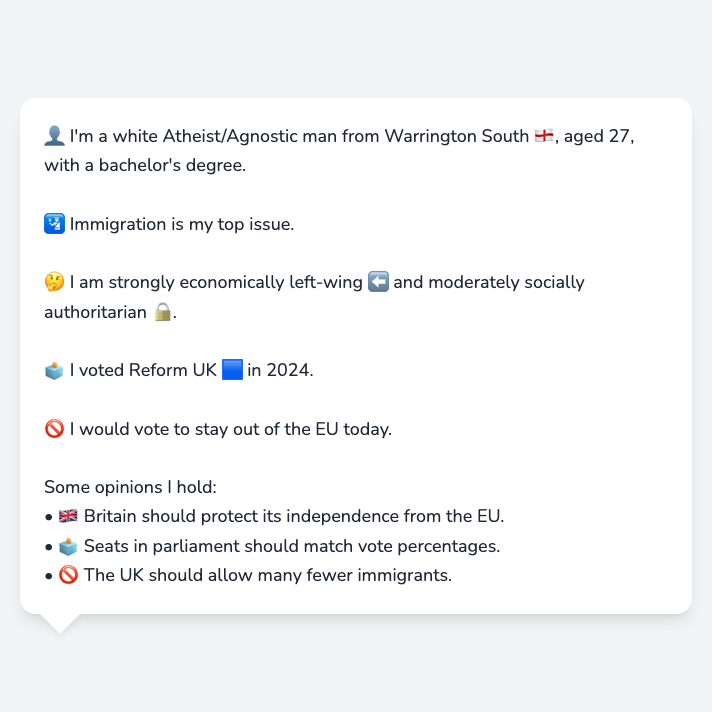 👤 I'm a white Atheist/Agnostic man from Warrington South 🏴󠁧󠁢󠁥󠁮󠁧󠁿, aged 27,
with a bachelor's degree.
🛂 Immigration is my top issue.
🤔 I am strongly economically left-wing ⬅️ and moderately socially
authoritarian 🔒.
🗳️ I voted Reform UK 🟦 in 2024.
🚫 I would vote to stay out of the EU today.
Some opinions I hold:
• 🇬🇧 Britain should protect its independence from the EU.
• 🗳️ Seats in parliament should match vote percentages.
• 🚫 The UK should allow many fewer immigrants.